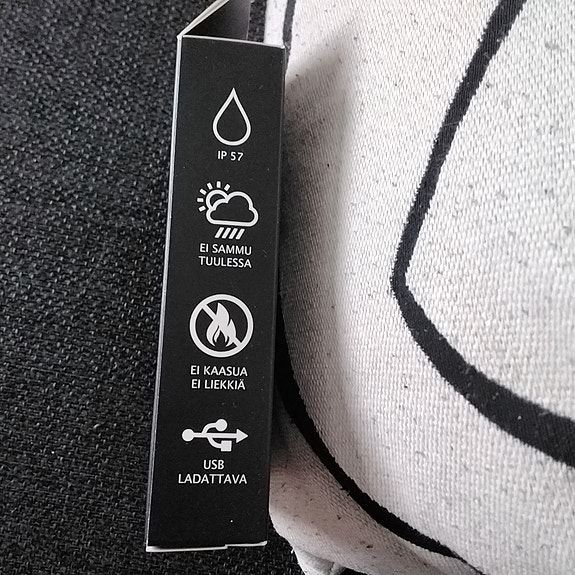 IP 57
EI SAMMU
TUULESSA
EI KAASUA
EI LIEKKIÄ
USB
LADATTAVA